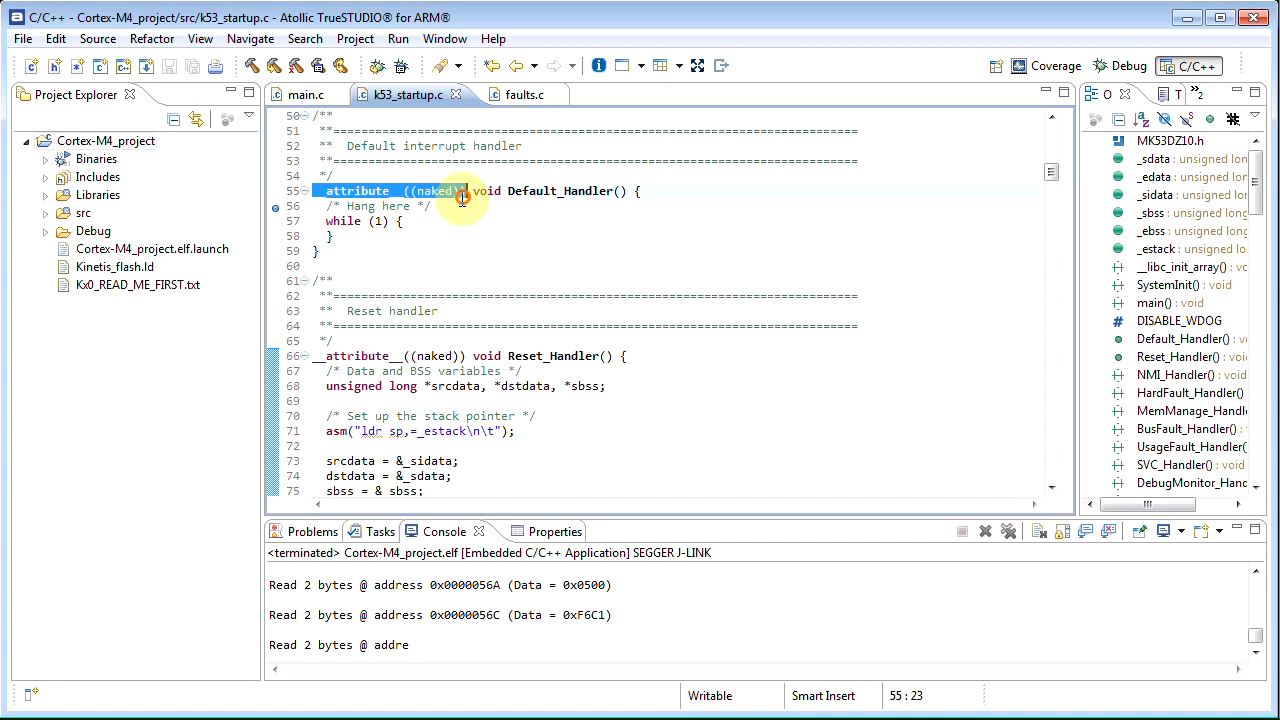 C/C++ - Cortex-M4_project/src/k53_startup.c - Atollic TrueSTUDIO® for ARM®
File Edit Source Refactor View Navigate Search Project Run Window Help
Coverage Debug C/C++
Project Explorer
Cortex-M4_project
Binaries
Includes
Libraries
src
Debug
Cortex-M4_project.elf.launch
Kinetis_flash.ld
Kx0_READ_ME_FIRST.txt
main.c k53_startup.c faults.c
50 /**
51 **===========================================================================
52 ** Default interrupt handler
53 **===========================================================================
54 */
55 __attribute__((naked)) void Default_Handler() {
56 /* Hang here */
57 while (1) {
58 }
59 }
60
61 /**
62 **===========================================================================
63 ** Reset handler
64 **===========================================================================
65 */
66 __attribute__((naked)) void Reset_Handler() {
67 /* Data and BSS variables */
68 unsigned long *srcdata, *dstdata, *sbss;
69
70 /* Set up the stack pointer */
71 asm("ldr sp,=_estack\n\t");
72
73 srcdata = &_sidata;
74 dstdata = &_sdata;
75 sbss = &_sbss;
O T 2
MK53DZ10.h
_sdata : unsigned long
_edata : unsigned long
_sidata : unsigned long
_sbss : unsigned long
_ebss : unsigned long
_estack : unsigned long
__libc_init_array() :
SystemInit() : void
main() : void
DISABLE_WDOG
Default_Handler() : v
Reset_Handler() : voi
NMI_Handler() : void
HardFault_Handler()
MemManage_Handl
BusFault_Handler() :
UsageFault_Handler
SVC_Handler() : void
DebugMonitor_Hand
Problems Tasks Console Properties
<terminated> Cortex-M4_project.elf [Embedded C/C++ Application] SEGGER J-LINK
Read 2 bytes @ address 0x0000056A (Data = 0x0500)
Read 2 bytes @ address 0x0000056C (Data = 0xF6C1)
Read 2 bytes @ addre
Writable Smart Insert 55 : 23